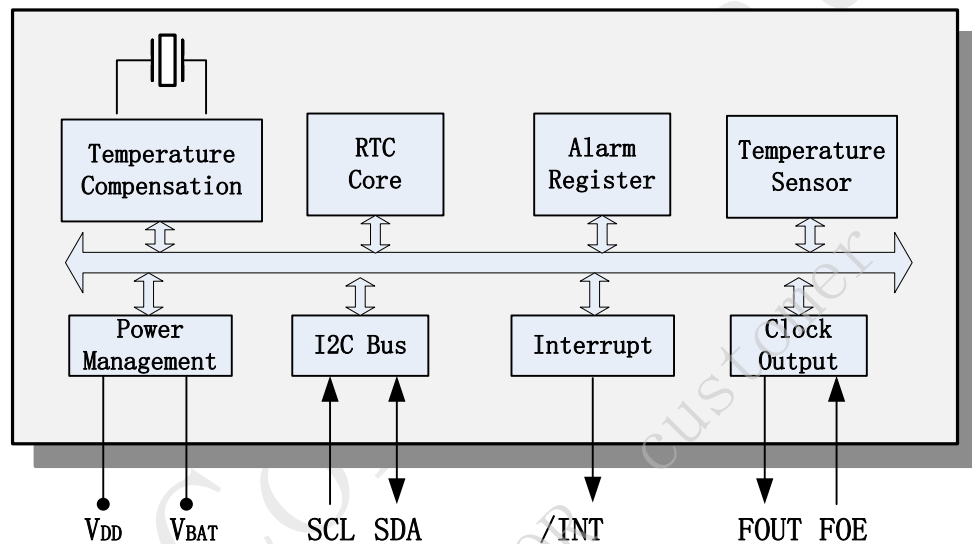 Temperature
Compensation
RTC
Core
Alarm
Register
Temperature
Sensor
Power
Management
I2C Bus
Interrupt
Clock
Output
VDD
VBAT
SCL
SDA
/INT
FOUT
FOE
customer